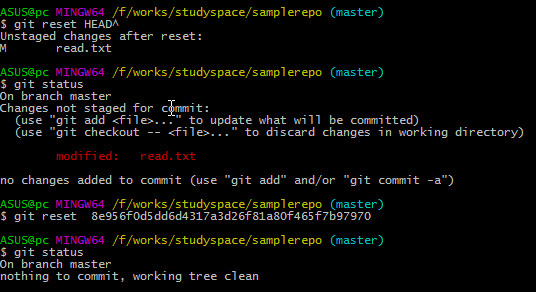 ASUS@pc MINGW64 /f/works/studyspace/samplerepo (master)
$ git reset HEAD^
Unstaged changes after reset:
M       read.txt
ASUS@pc MINGW64 /f/works/studyspace/samplerepo (master)
$ git status
On branch master
Changes not staged for commit:
  (use "git add <file>..." to update what will be committed)
  (use "git checkout -- <file>..." to discard changes in working directory)
        modified:   read.txt
no changes added to commit (use "git add" and/or "git commit -a")
ASUS@pc MINGW64 /f/works/studyspace/samplerepo (master)
$ git reset  8e956f0d5dd6d4317a3d26f81a80f465f7b97970
ASUS@pc MINGW64 /f/works/studyspace/samplerepo (master)
$ git status
On branch master
nothing to commit, working tree clean